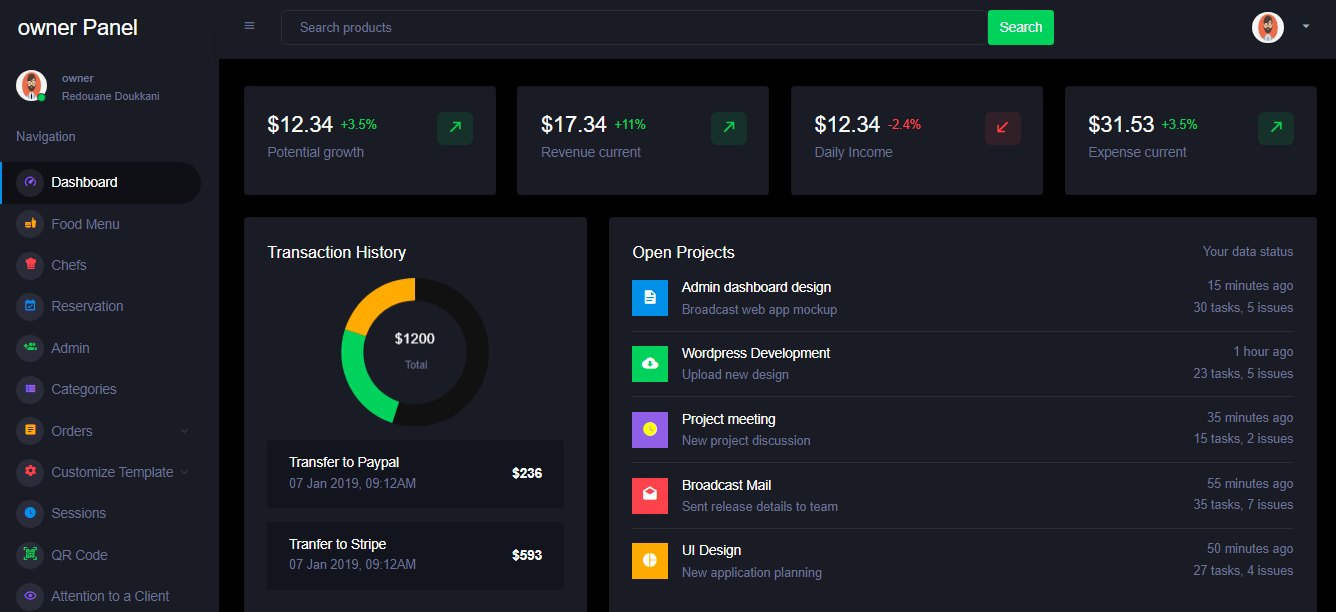 owner Panel
Search products
Search
owner
Redouane Doukkani
Navigation
Dashboard
Food Menu
Chefs
Reservation
Admin
Categories
Orders
Customize Template
Sessions
QR Code
Attention to a Client
$12.34 +3.5%
Potential growth
$17.34 +11%
Revenue current
$12.34 -2.4%
Daily Income
$31.53 +3.5%
Expense current
Transaction History
$1200
Total
Transfer to Paypal
07 Jan 2019, 09:12AM
$236
Tranfer to Stripe
07 Jan 2019, 09:12AM
$593
Open Projects
Your data status
Admin dashboard design
Broadcast web app mockup
15 minutes ago
30 tasks, 5 issues
Wordpress Development
Upload new design
1 hour ago
23 tasks, 5 issues
Project meeting
New project discussion
35 minutes ago
15 tasks, 2 issues
Broadcast Mail
Sent release details to team
55 minutes ago
35 tasks, 7 issues
UI Design
New application planning
50 minutes ago
27 tasks, 4 issues